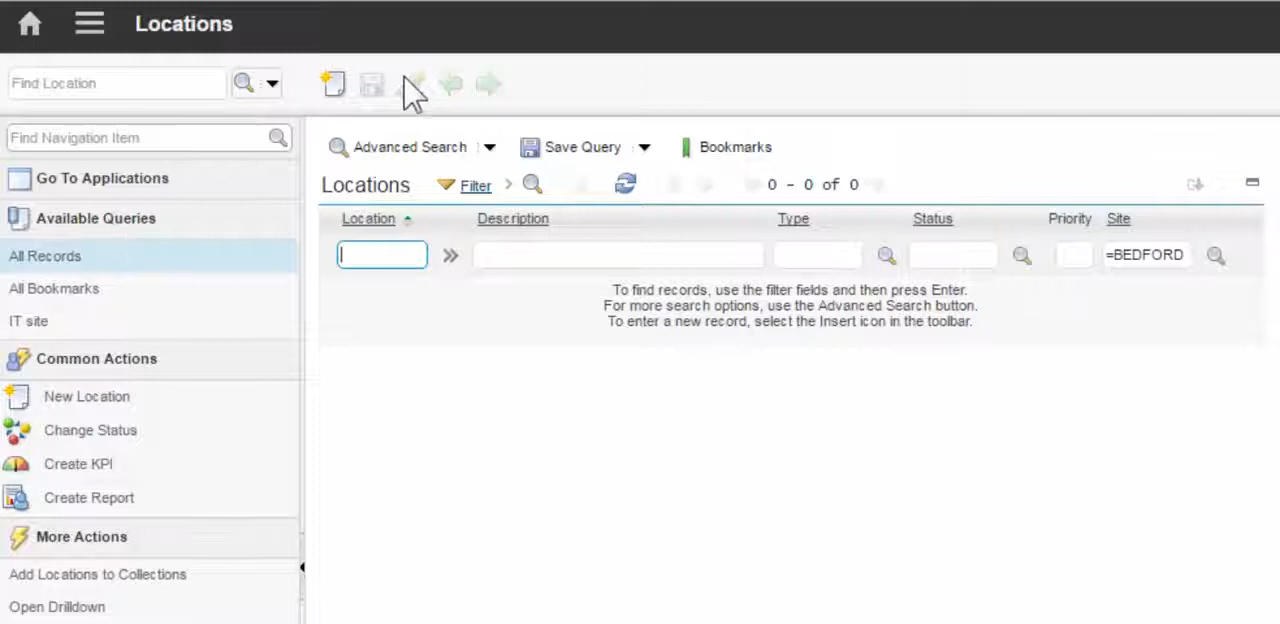 Locations
Find Location
Find Navigation Item
Go To Applications
Available Queries
All Records
All Bookmarks
IT site
Common Actions
New Location
Change Status
Create KPI
Create Report
More Actions
Add Locations to Collections
Open Drilldown
Advanced Search Save Query Bookmarks
Locations Filter 0 - 0 of 0
Location Description Type Status Priority Site
=BEDFORD
To find records, use the filter fields and then press Enter.
For more search options, use the Advanced Search button.
To enter a new record, select the Insert icon in the toolbar.